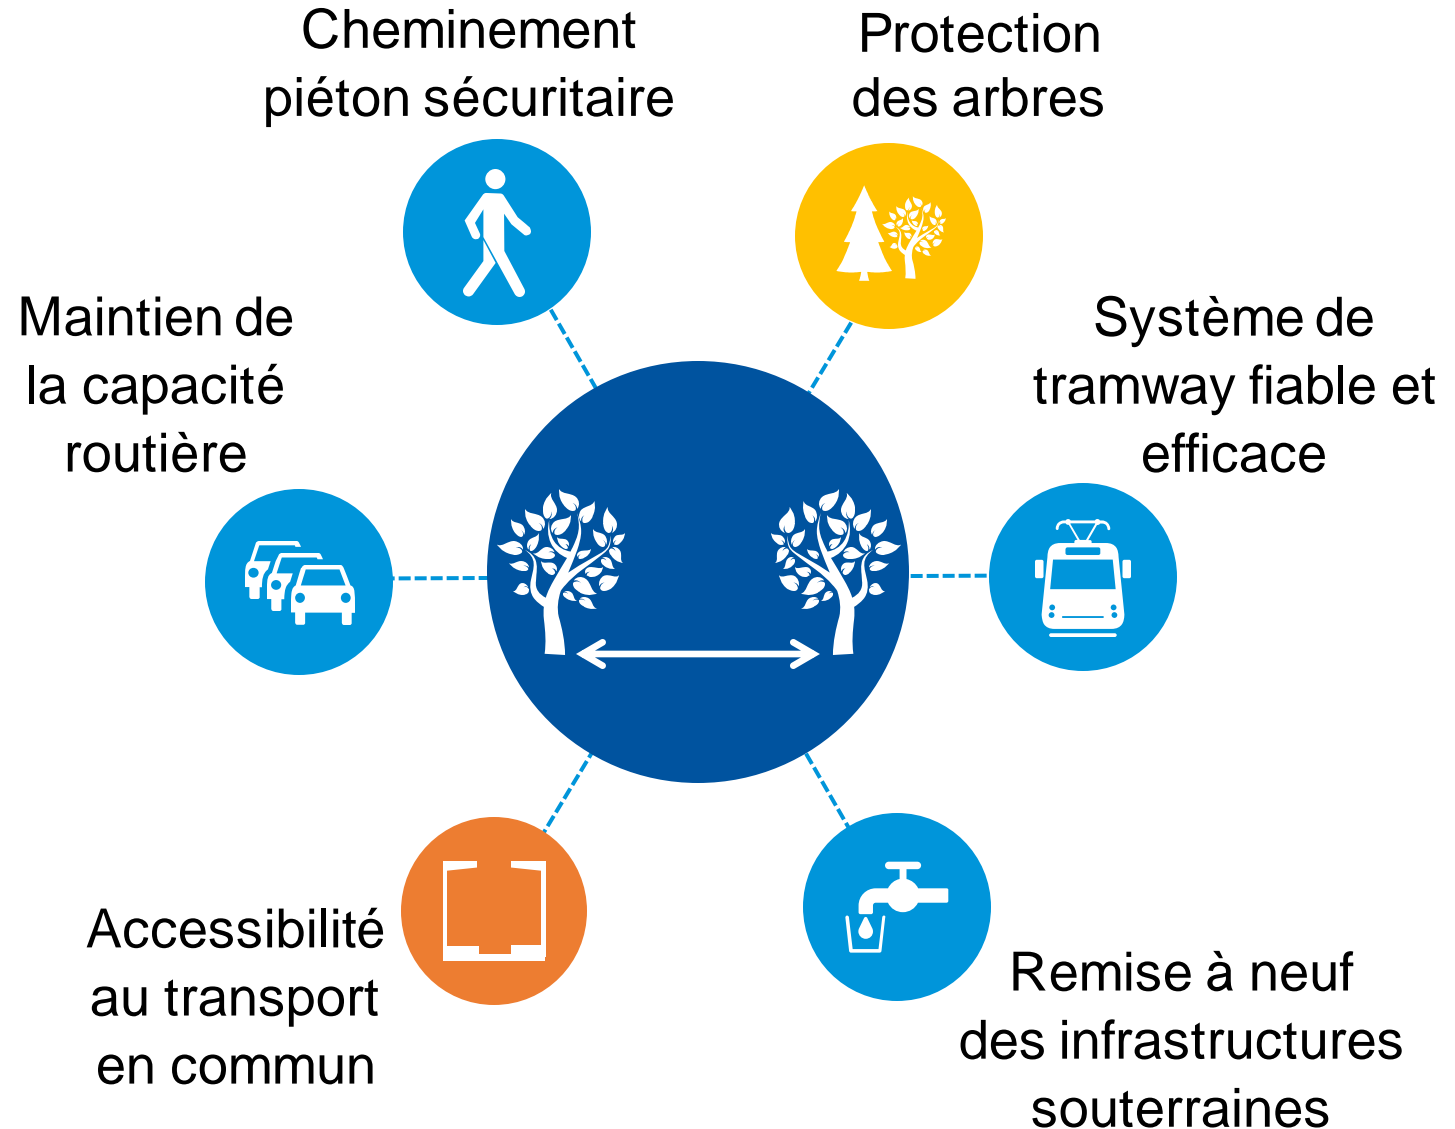 Cheminement
piéton sécuritaire
Protection
des arbres
Maintien de
la capacité
routière
Système de
tramway fiable et
efficace
Accessibilité
au transport
en commun
Remise à neuf
des infrastructures
souterraines